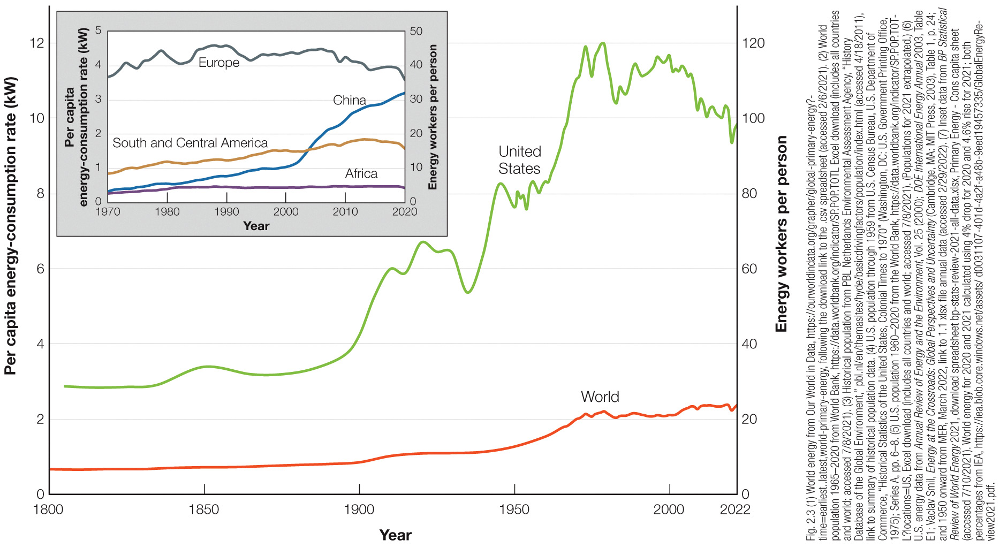 Per capita energy-consumption rate (kW)
12
10
8
6
4
2
0
Per capita
energy-consumption rate (kW)
5
4
3
2
1
0
Europe
China
South and Central America
Africa
50
40
30
20
10
0
Energy workers per person
1970
1980
1990
2000
2010
2020
Year
United
States
World
120
100
80
60
40
20
0
Energy workers per person
1800
1850
1900
1950
2000
2022
Year
Fig. 2.3 (1) World energy from Our World in Data, https://ourworldindata.org/grapher/global-primary-energy?-
time=earliest..latest,world-primary-energy, following the download link to the .csv spreadsheet (accessed 2/6/2021). (2) World
population 1965–2020 from World Bank, https://data.worldbank.org/indicator/SP.POP.TOTL Excel download (includes all countries
and world; accessed 7/8/2021). (3) Historical population from PBL Netherlands Environmental Assessment Agency, “History
Database of the Global Environment,” pbl.nl/en/themasites/hyde/basicdrivingfactors/population/index.html (accessed 4/18/2011),
link to summary of historical population data. (4) U.S. population through 1959 from U.S. Census Bureau, U.S. Department of
Commerce, “Historical Statistics of the United States, Colonial Times to 1970” (Washington, DC: U.S. Government Printing Office,
1975); Series A, pp. 6–8. (5) U.S. population 1960–2020 from the World Bank, https://data.worldbank.org/indicator/SP.POP.TOT-
L?locations=US, Excel download (includes all countries and world; accessed 7/8/2021). (Populations for 2021 extrapolated.) (6)
U.S. energy data from Annual Review of Energy and the Environment, Vol. 25 (2000); DOE International Energy Annual 2003, Table
E1; Vaclav Smil, Energy at the Crossroads: Global Perspectives and Uncertainty (Cambridge, MA: MIT Press, 2003), Table 1, p. 24;
and 1950 onward from MER, March 2022, link to 1.1 xlsx file annual data (accessed 2/29/2022). (7) Inset data from BP Statistical
Review of World Energy 2021, download spreadsheet bp-stats-review-2021-all-data.xlsx, Primary Energy - Cons capita sheet
(accessed 7/10/2021), World energy for 2020 and 2021 calculated using 4% drop for 2020 and 4.6% rise for 2021; both
percentages from IEA, https://iea.blob.core.windows.net/assets/ d0031107-401d-4a2f-a48b-9eed19457335/GlobalEnergyRe-
view2021.pdf.